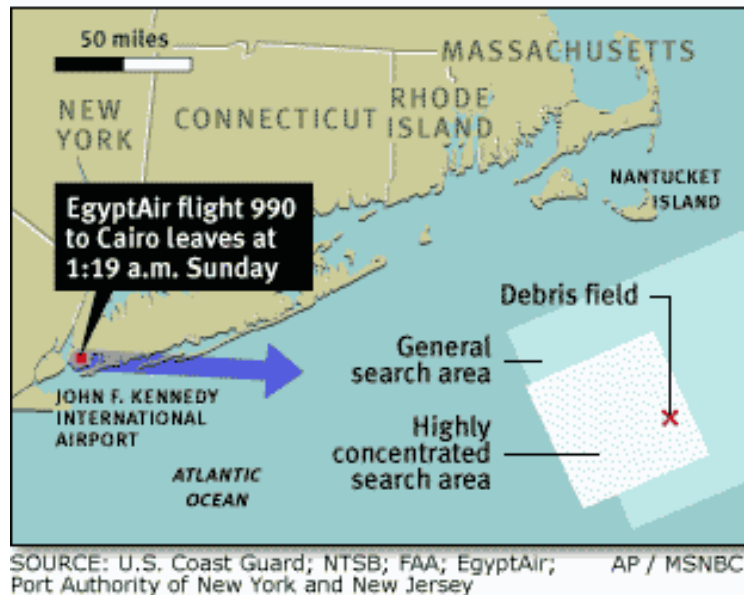 50 miles
MASSACHUSETTS
NEW
YORK
CONNECTICUT
RHODE
ISLAND
NANTUCKET
ISLAND
EgyptAir flight 990
to Cairo leaves at
1:19 a.m. Sunday
Debris field
General
search area
JOHN F. KENNEDY
INTERNATIONAL
AIRPORT
Highly
concentrated
search area
ATLANTIC
OCEAN
SOURCE: U.S. Coast Guard; NTSB; FAA; EgyptAir; AP / MSNBC
Port Authority of New York and New Jersey